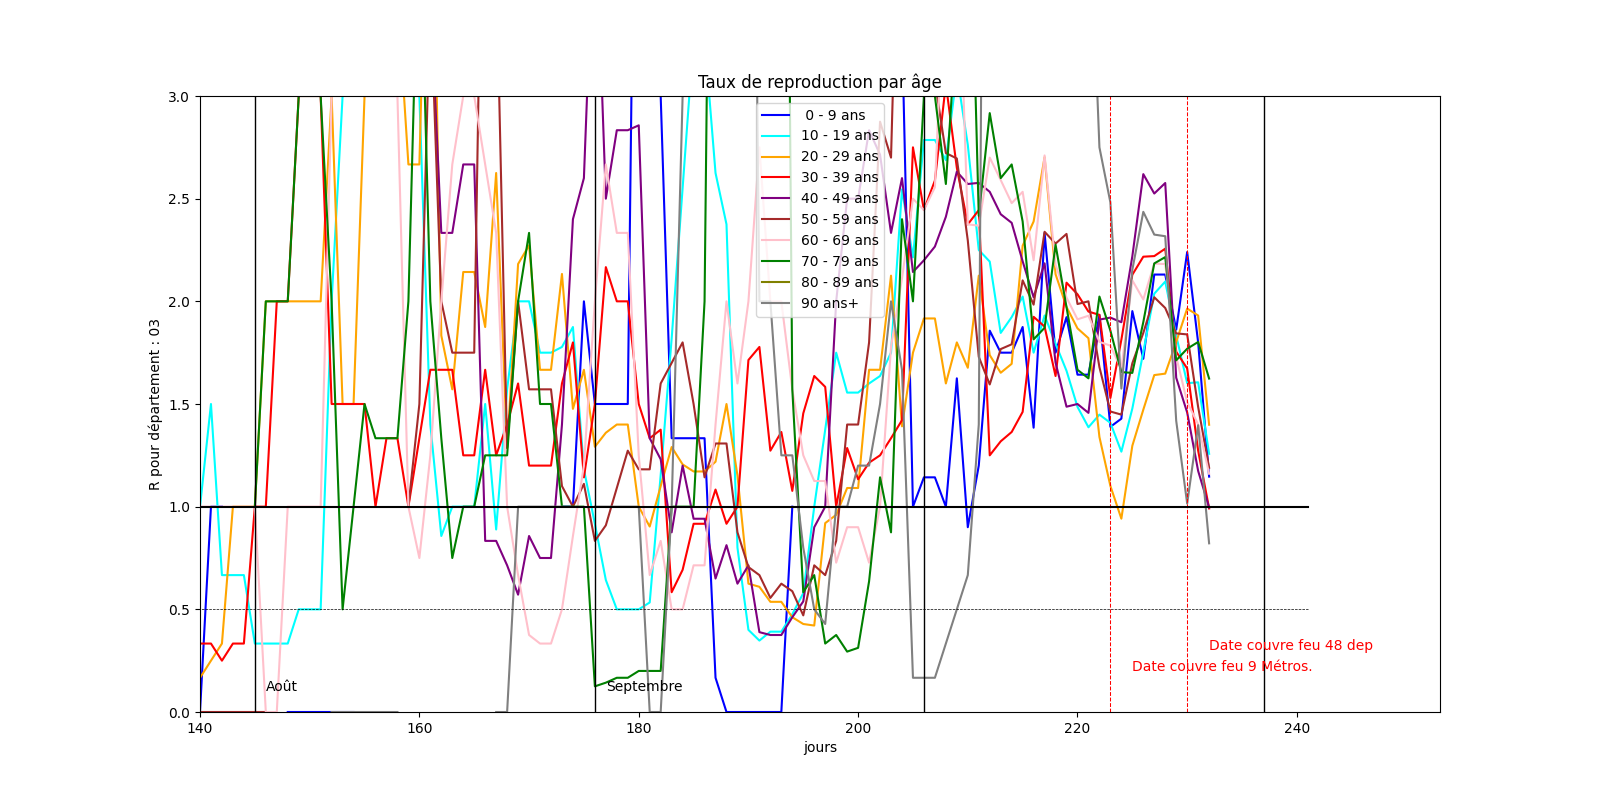 Taux de reproduction par âge
3.0
2.5
2.0
1.5
1.0
0.5
0.0
R pour département : 03
0 - 9 ans
10 - 19 ans
20 - 29 ans
30 - 39 ans
40 - 49 ans
50 - 59 ans
60 - 69 ans
70 - 79 ans
80 - 89 ans
90 ans+
Date couvre feu 48 dep
Date couvre feu 9 Métros.
Août
Septembre
140
160
180
200
220
240
jours